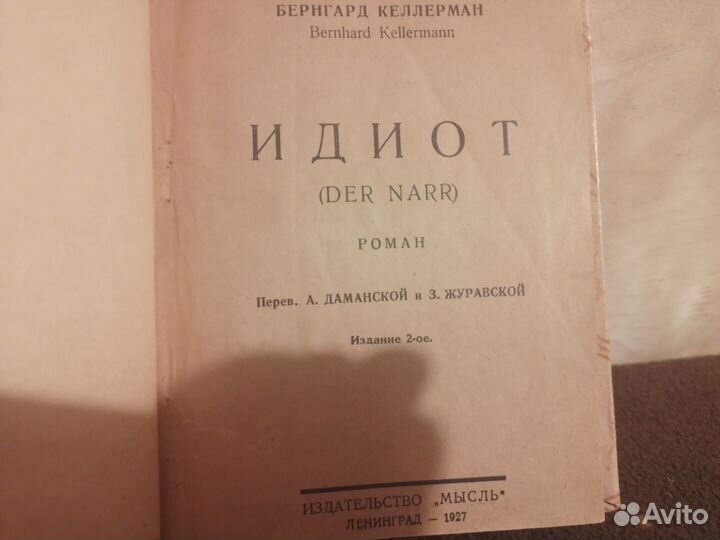 БЕРНГАРД КЕЛЛЕРМАН
Bernhard Kellermann
ИДИОТ
(DER NARR)
РОМАН
Перев. А. ДАМАНСКОЙ и З. ЖУРАВСКОЙ
Издание 2-ое.
ИЗДАТЕЛЬСТВО „МЫСЛЬ"
ЛЕНИНГРАД — 1927
Avito